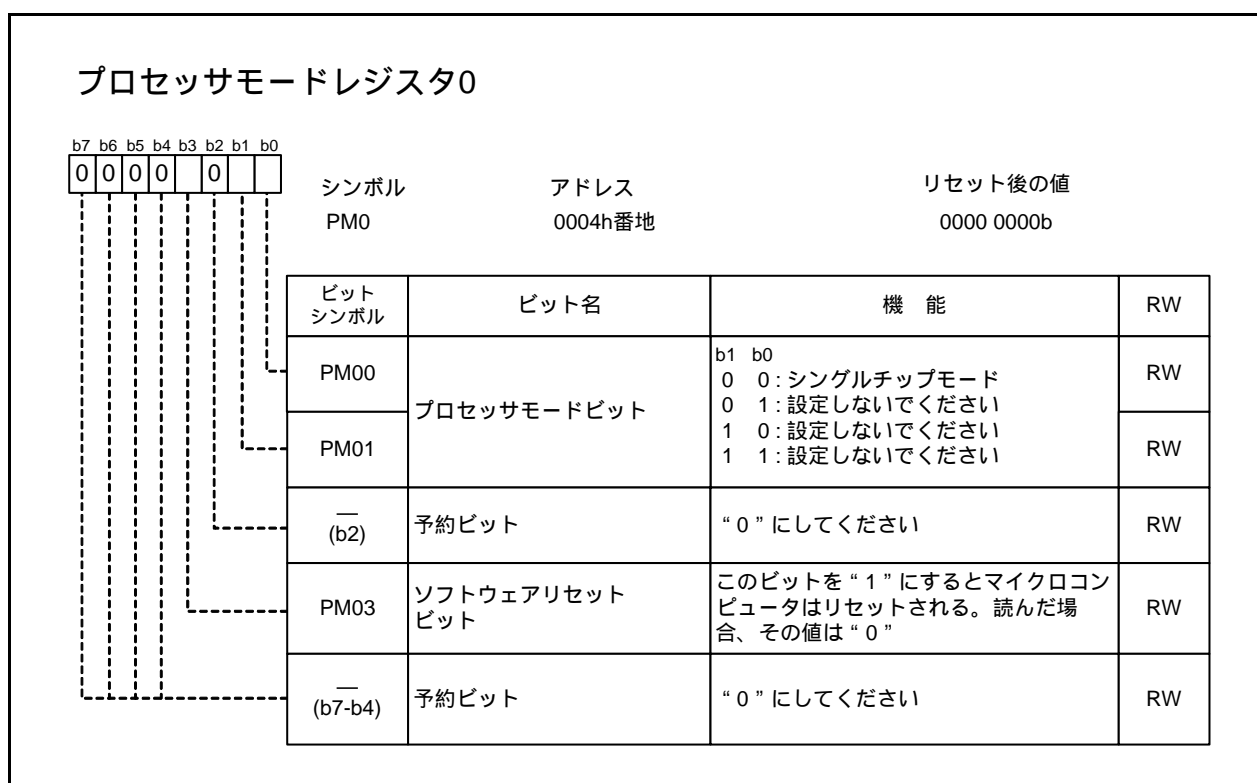 プロセッサモードレジスタ0
b7 b6 b5 b4 b3 b2 b1 b0
0 0 0 0 0
シンボル アドレス リセット後の値
PM0 0004h番地 0000 0000b
ビット
シンボル
ビット名
機 能
RW
PM00
PM01
プロセッサモードビット
b1 b0
0 0 : シングルチップモード
0 1 : 設定しないでください
1 0 : 設定しないでください
1 1 : 設定しないでください
RW
RW
―
(b2)
予約ビット
“0”にしてください
RW
PM03
ソフトウェアリセット
ビット
このビットを“1”にするとマイクロコン
ピュータはリセットされる。読んだ場
合、その値は“0”
RW
―
(b7-b4)
予約ビット
“0”にしてください
RW